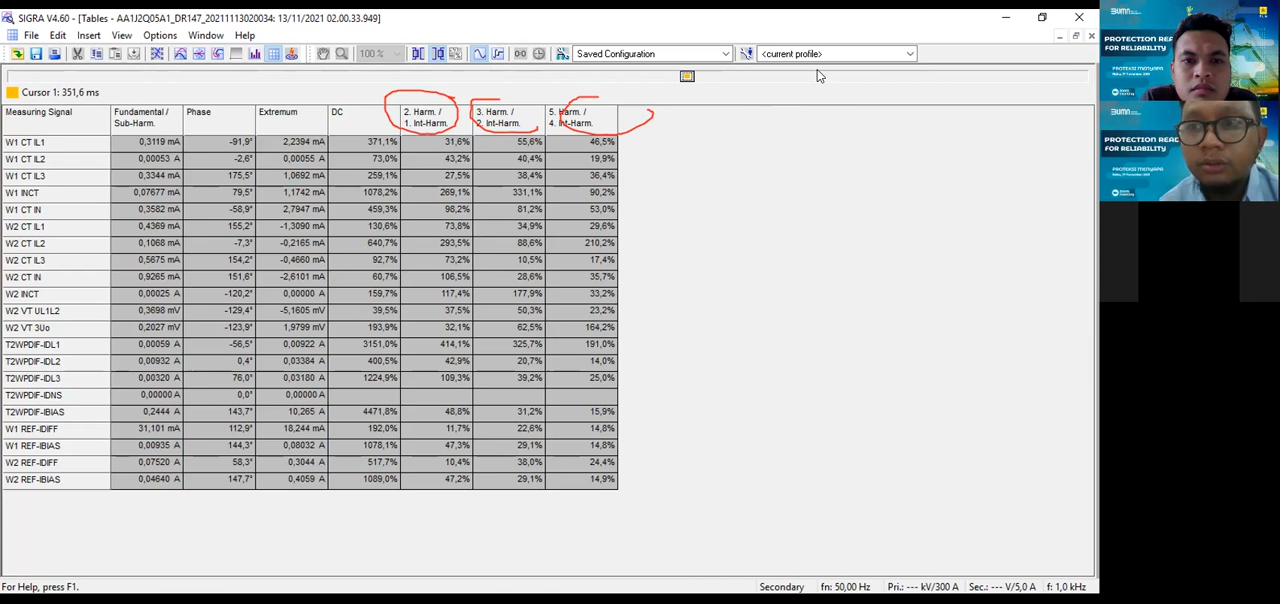 SIGRA V4.60 - [Tables - AA1J2Q05A1_DR147_20211113020034: 13/11/2021 02.00.33.949]
File Edit View Options Window Help
100 % Saved Configuration <current profile>
Cursor 1: 351,6 ms
Measuring Signal Fundamental / Sub-Harm. Phase Extremum DC 2. Harm. / 1. Int-Harm. 3. Harm. / 2. Int-Harm. 5. Harm. / 4. Int-Harm.
W1 CT IL1 0,3119 mA -91,9° 2,2394 mA 371,1% 31,6% 55,6% 46,5%
W1 CT IL2 0,00053 A -2,6° 0,00055 A 73,0% 43,2% 40,4% 19,9%
W1 CT IL3 0,3344 mA 175,5° 1,0692 mA 259,1% 27,5% 38,4% 36,4%
W1 INCT 0,07677 mA 79,5° 1,1742 mA 1078,2% 269,1% 331,1% 90,2%
W1 CT IN 0,3582 mA -58,9° 2,7947 mA 459,3% 98,2% 81,2% 53,0%
W2 CT IL1 0,4369 mA 155,2° -1,3090 mA 130,6% 73,8% 34,9% 29,6%
W2 CT IL2 0,1068 mA -7,3° -0,2165 mA 640,7% 293,5% 88,6% 210,2%
W2 CT IL3 0,5675 mA 154,2° -0,4660 mA 92,7% 73,2% 10,5% 17,4%
W2 CT IN 0,9265 mA 151,6° -2,6101 mA 60,7% 106,5% 28,6% 35,7%
W2 INCT 0,00025 A -120,2° 0,00000 A 159,7% 117,4% 177,9% 33,2%
W2 VT UL1L2 0,3698 mV -129,4° -5,1605 mV 39,5% 37,5% 50,3% 23,2%
W2 VT 3Uo 0,2027 mV -123,9° 1,9799 mV 193,9% 32,1% 62,5% 164,2%
T2WPDIF-IDL1 0,00059 A -56,5° 0,00922 A 3151,0% 414,1% 325,7% 191,0%
T2WPDIF-IDL2 0,00932 A 0,4° 0,03384 A 400,5% 42,9% 20,7% 14,0%
T2WPDIF-IDL3 0,00320 A 76,0° 0,03180 A 1224,9% 109,3% 39,2% 25,0%
T2WPDIF-IDNS 0,00000 A 0,0° 0,00000 A
T2WPDIF-IBIAS 0,2444 A 143,7° 10,265 A 4471,8% 48,8% 31,2% 15,9%
W1 REF-IDIFF 31,101 mA 112,9° 18,244 mA 192,0% 11,7% 22,6% 14,8%
W1 REF-IBIAS 0,00935 A 144,3° 0,08032 A 1078,1% 47,3% 29,1% 14,8%
W2 REF-IDIFF 0,07520 A 58,3° 0,3044 A 517,7% 10,4% 38,0% 24,4%
W2 REF-IBIAS 0,04640 A 147,7° 0,4059 A 1089,0% 47,2% 29,1% 14,9%
For Help, press F1. Secondary fn: 50,00 Hz Pri.: --- kV/300 A Sec.: --- V/5,0 A f: 1,0 kHz
BUMN
PROTECTION REA
FOR RELIABILITY
PROTEKSI MENYAPA
BUMN
PROTECTION REA
FOR RELIABILITY
PROTEKSI MENYAPA